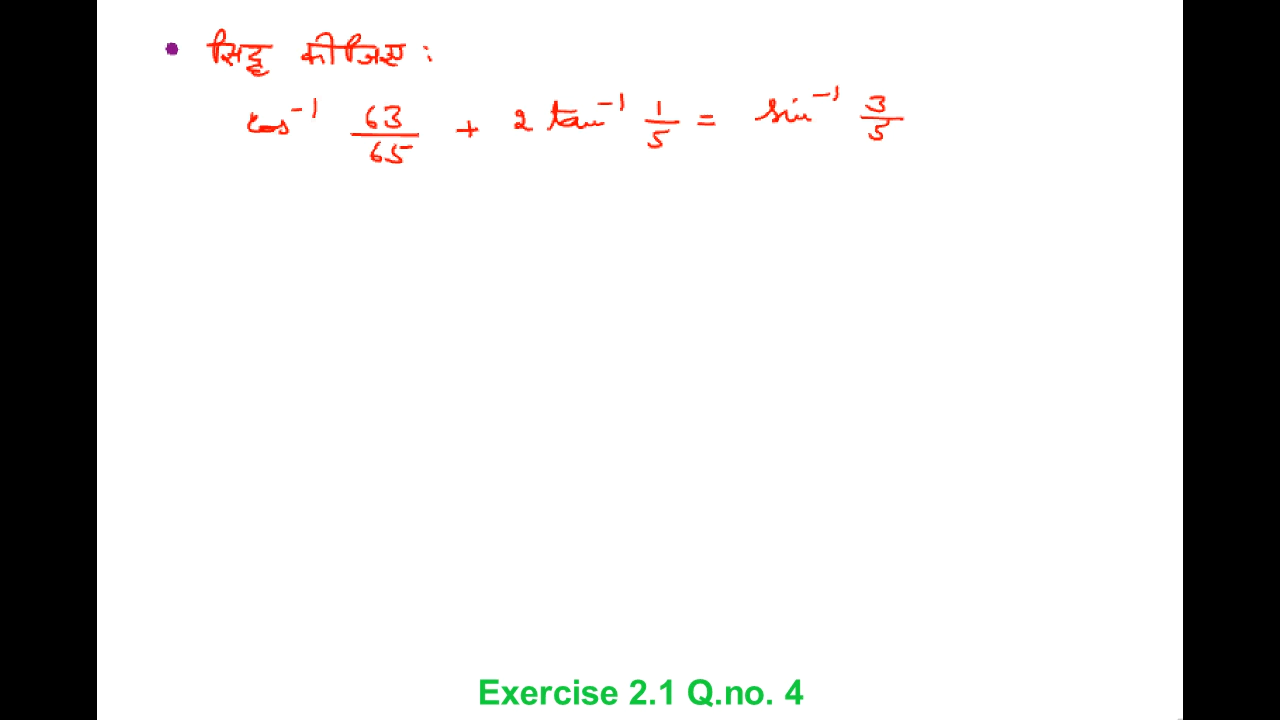 • सिद्ध कीजिए :
cos⁻¹ 63/65 + 2 tan⁻¹ 1/5 = sin⁻¹ 3/5
Exercise 2.1 Q.no. 4